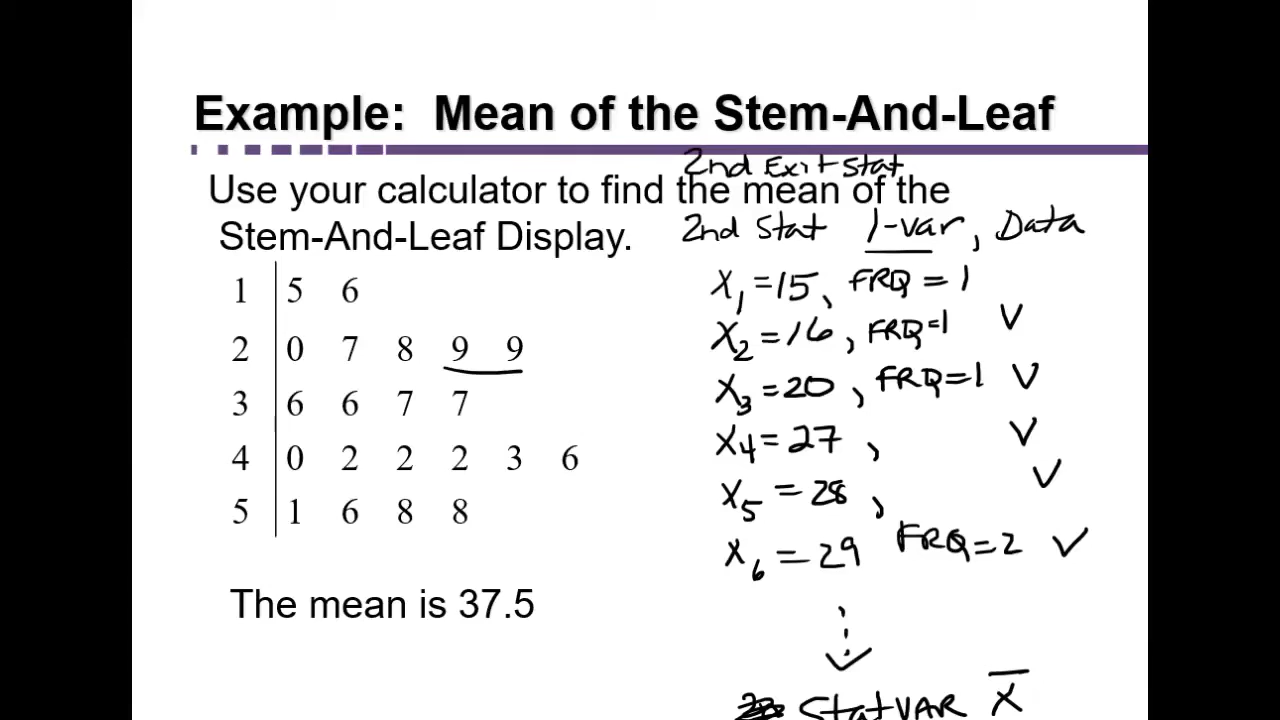 Example: Mean of the Stem-And-Leaf
2nd Exit Stat
Use your calculator to find the mean of the
Stem-And-Leaf Display.
2nd Stat 1-var, Data
1 | 5 6
2 | 0 7 8 9 9
3 | 6 6 7 7
4 | 0 2 2 2 3 6
5 | 1 6 8 8
X1 = 15, FRQ = 1
X2 = 16, FRQ=1 V
X3 = 20, FRQ=1 V
X4 = 27, V
X5 = 28, V
X6 = 29 FRQ=2 V
The mean is 37.5
StatVAR X̅